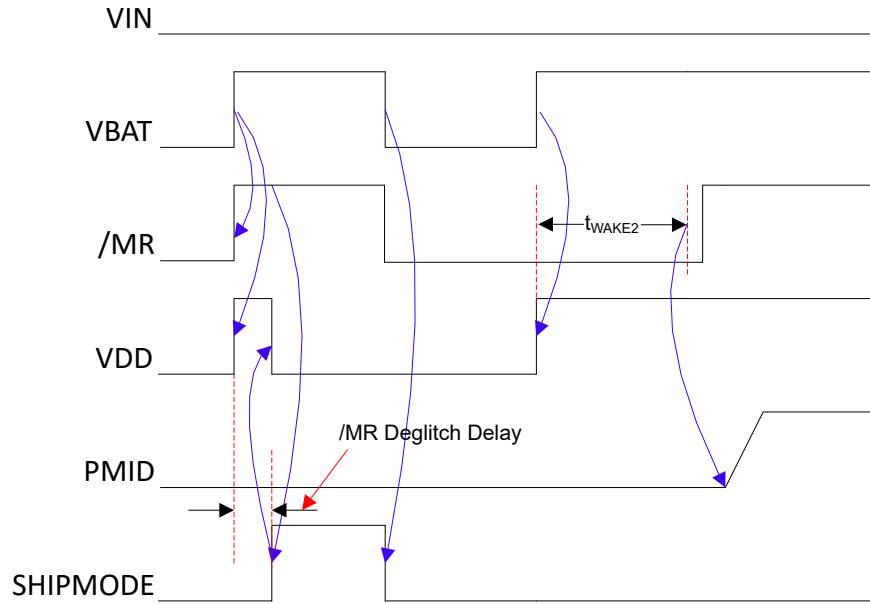 VIN
VBAT
/MR
tWAKE2
VDD
/MR Deglitch Delay
PMID
SHIPMODE